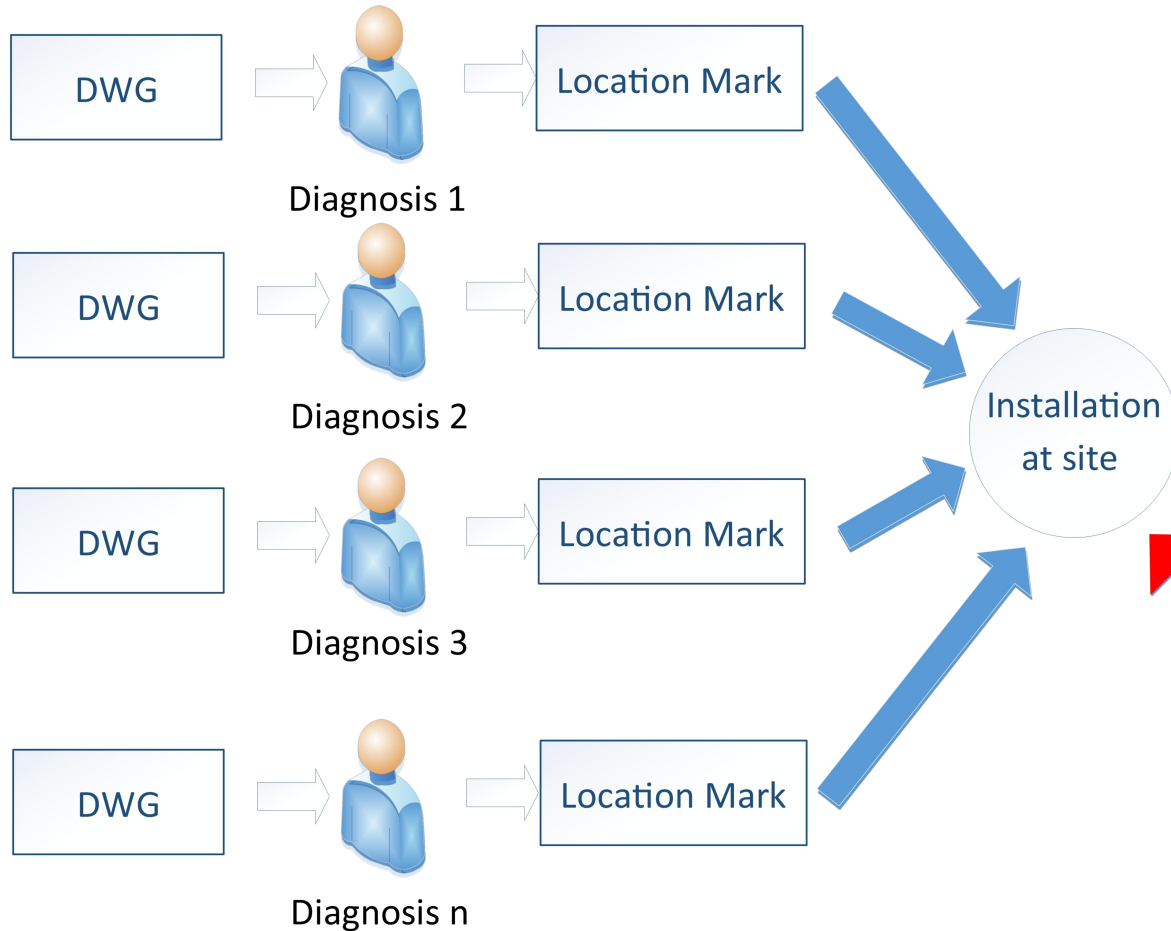 DWG
Location Mark
Diagnosis 1
DWG
Location Mark
Diagnosis 2
Installation
at site
DWG
Location Mark
Diagnosis 3
DWG
Location Mark
Diagnosis n